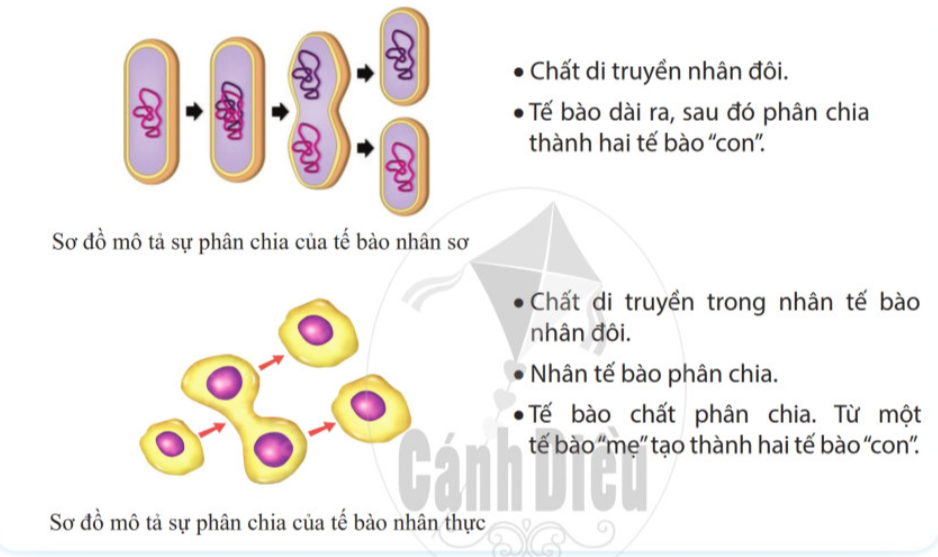 • Chất di truyền nhân đôi.
• Tế bào dài ra, sau đó phân chia
thành hai tế bào “con”.
Sơ đồ mô tả sự phân chia của tế bào nhân sơ
• Chất di truyền trong nhân tế bào
nhân đôi.
• Nhân tế bào phân chia.
• Tế bào chất phân chia. Từ một
tế bào “mẹ” tạo thành hai tế bào “con”.
Cánh Diều
Sơ đồ mô tả sự phân chia của tế bào nhân thực